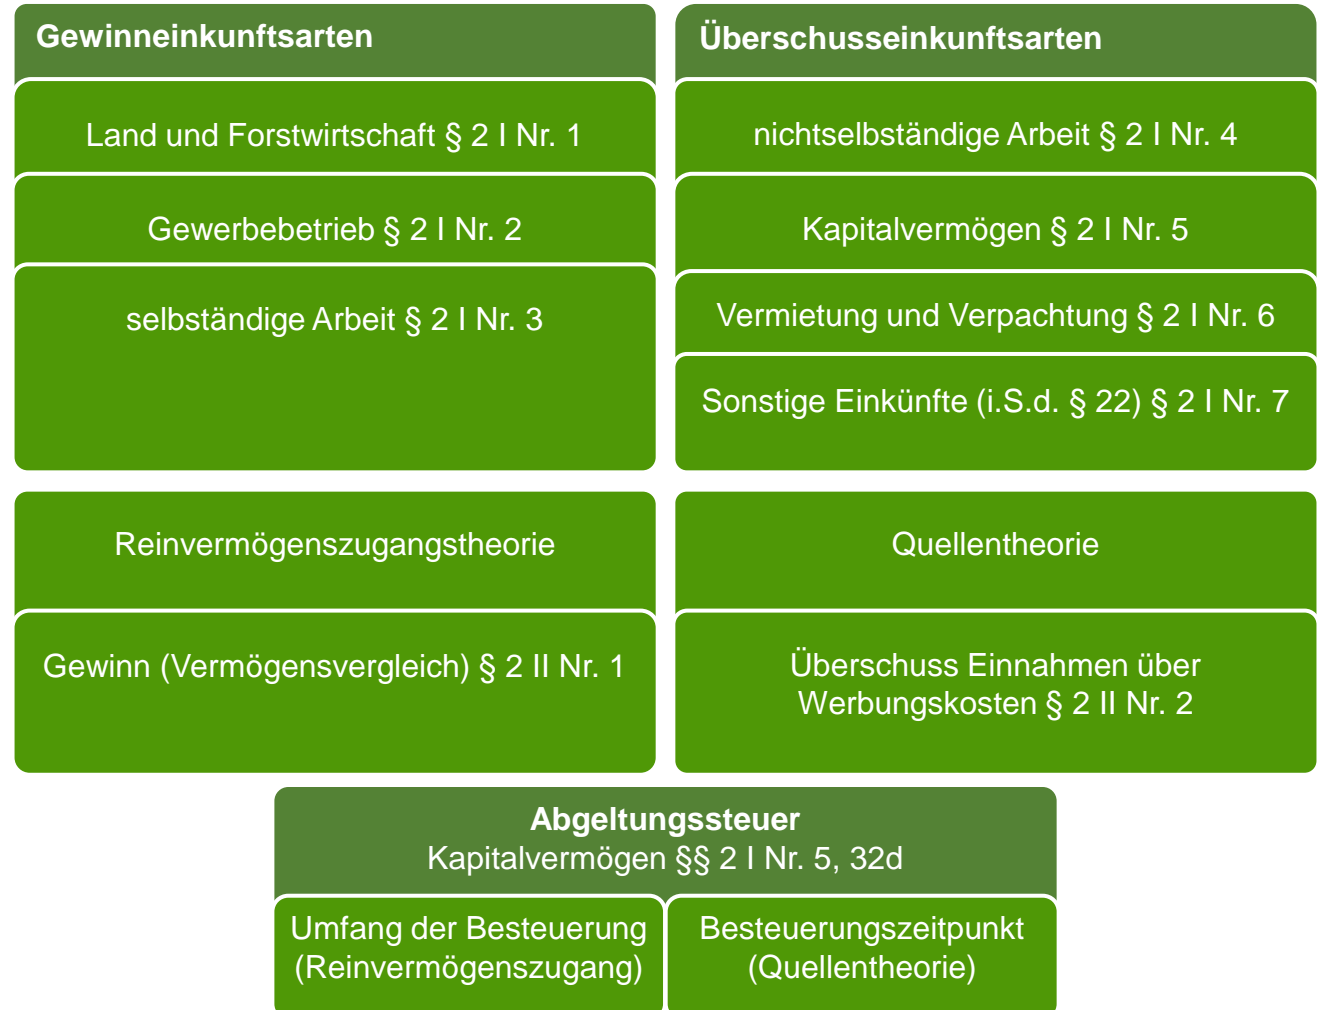 Gewinneinkunftsarten
Land und Forstwirtschaft § 2 I Nr. 1
Gewerbebetrieb § 2 I Nr. 2
selbständige Arbeit § 2 I Nr. 3
Überschusseinkunftsarten
nichtselbständige Arbeit § 2 I Nr. 4
Kapitalvermögen § 2 I Nr. 5
Vermietung und Verpachtung § 2 I Nr. 6
Sonstige Einkünfte (i.S.d. § 22) § 2 I Nr. 7
Reinvermögenszugangstheorie
Gewinn (Vermögensvergleich) § 2 II Nr. 1
Quellentheorie
Überschuss Einnahmen über
Werbungskosten § 2 II Nr. 2
Abgeltungssteuer
Kapitalvermögen §§ 2 I Nr. 5, 32d
Umfang der Besteuerung
(Reinvermögenszugang)
Besteuerungszeitpunkt
(Quellentheorie)